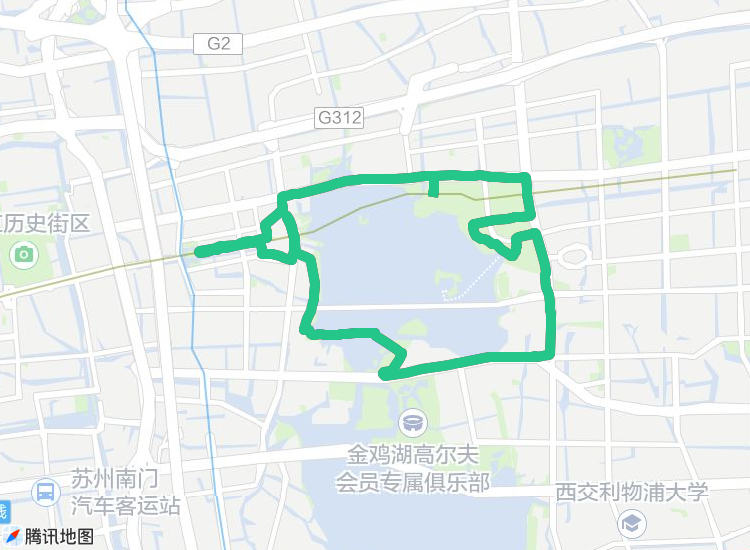 G2
G312
历史街区
金鸡湖高尔夫
会员专属俱乐部
苏州南门
汽车客运站
西交利物浦大学
线
腾讯地图